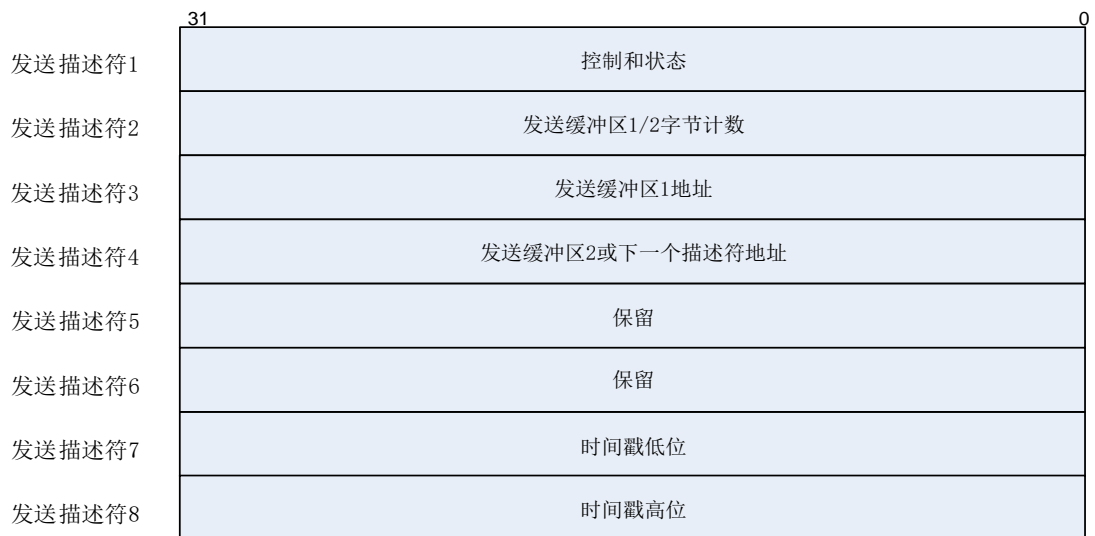 31 0
发送描述符1 控制和状态
发送描述符2 发送缓冲区1/2字节计数
发送描述符3 发送缓冲区1地址
发送描述符4 发送缓冲区2或下一个描述符地址
发送描述符5 保留
发送描述符6 保留
发送描述符7 时间戳低位
发送描述符8 时间戳高位